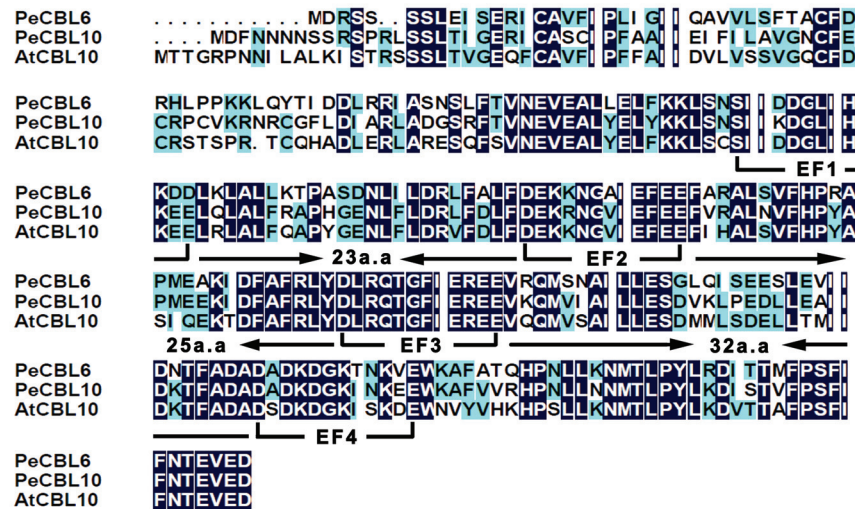 PeCBL6 ...........MDRSS..SSLEISERICAVFIPLIGIIQAVVLSFTACFD
PeCBL10 ....MDFNNNNSSRSPRLSSLTIGERICASCIPFAAIIEIFILAVGNCFE
AtCBL10 MTTGRPNNILALKISTRSSSLTVGEQFCAVFIPFFAIIDVLVSSVGQCFD
PeCBL6 RHLPPKKLQYTIDDLRRIASNSLFTVNEVEALLELFKKLSNSIIDDGLIH
PeCBL10 CRPCVKRNRCGFLDIARLADGSRFTVNEVEALYELYKKLSNSIIKDGLIH
AtCBL10 CRSTSPR.TCQHADLERLARESQFSVNEVEALYELFKKLSCSIIDDGLIH
EF1
PeCBL6 KDDLKLALLKTPASDNLILDRLFALFDEKKNGAIEFEEFARALSVFHPRA
PeCBL10 KEELQLALFRAPHGENLFLDRLFDLFDEKRNGVIEFEEFVRALNVFHPYA
AtCBL10 KEELRLALFQAPYGENLFLDRVFDLFDEKKNGVIEFEEFIHALSVFHPYA
23a.a EF2
PeCBL6 PMEAKIDFAFRLYDLRQTGFIEREEVRQMSNAILLESGLQLSEESLEVII
PeCBL10 PMEEKIDFAFRLYDLRQTGFIEREEVKQMVIAILLESDVKLPEDLLEAII
AtCBL10 SIQEKTDFAFRLYDLRQTGFIEREEVQQMVSAILLESDMMLSDELLTMII
25a.a EF3 32a.a
PeCBL6 DNTFADADADKDGKTNKVEWKAFATQHPNLLKNMTLPYLRDITTMFPSFI
PeCBL10 DKTFADADADKDGKINKNEWKAFVVRHPNLLNNMTLPYLKDLSTVFPSFI
AtCBL10 DKTFADADSDKDGKISKDEWNVYVHKHPSLLKNMTLPYLKDVTTAFPSFI
EF4
PeCBL6 FNTEVED
PeCBL10 FNTEVED
AtCBL10 FNTEVED